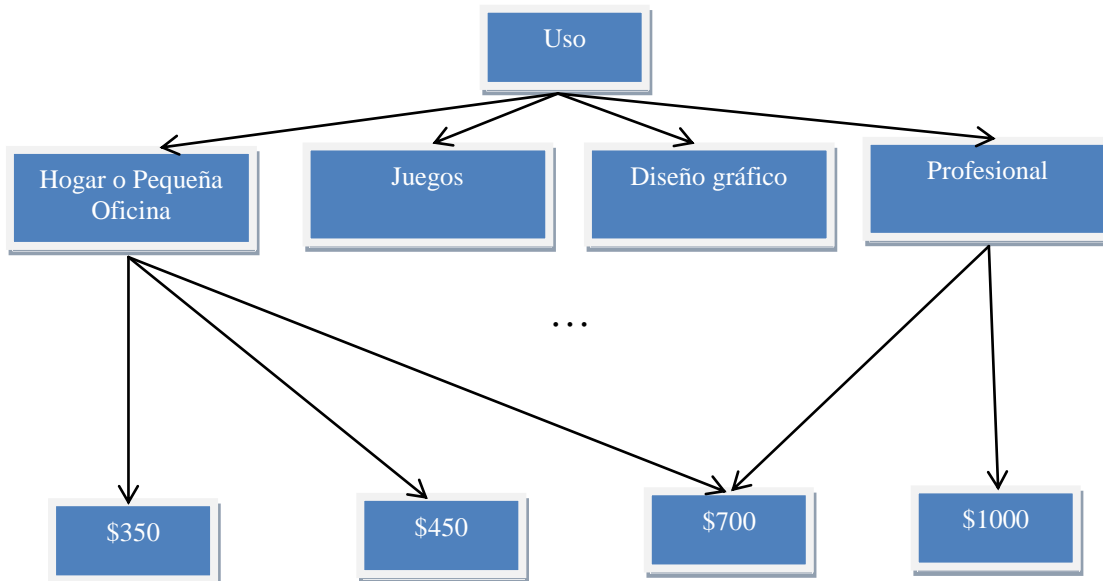 Uso
Hogar o Pequeña
Oficina
Juegos
Diseño gráfico
Profesional
…
$350
$450
$700
$1000